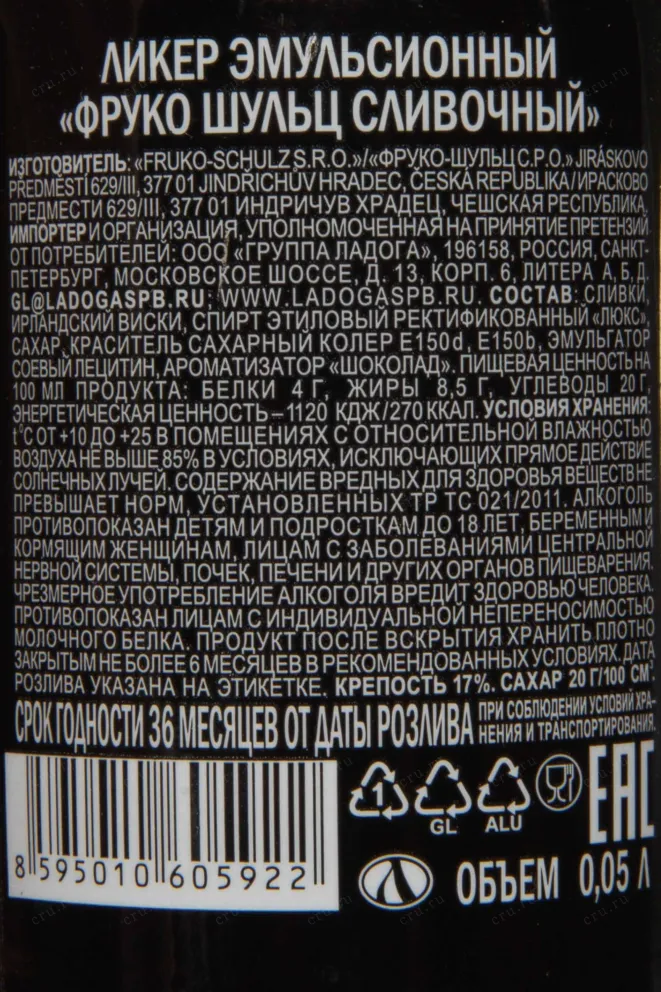 ЛИКЕР ЭМУЛЬСИОННЫЙ
«ФРУКО ШУЛЬЦ СЛИВОЧНЫЙ»
ИЗГОТОВИТЕЛЬ: «FRUKO-SCHULZ S.R.O.»/«ФРУКО-ШУЛЬЦ С.Р.О.» JIRÁSKOVO
PŘEDMĚSTÍ 629/III, 377 01 JINDŘICHŮV HRADEC, ČESKÁ REPUBLIKA/ИРАСКОВО
ПРЕДМЕСТИ 629/III, 377 01 ИНДРИЧУВ ХРАДЕЦ, ЧЕШСКАЯ РЕСПУБЛИКА.
ИМПОРТЕР И ОРГАНИЗАЦИЯ, УПОЛНОМОЧЕННАЯ НА ПРИНЯТИЕ ПРЕТЕНЗИЙ
ОТ ПОТРЕБИТЕЛЕЙ: ООО «ГРУППА ЛАДОГА», 196158, РОССИЯ, САНКТ-
ПЕТЕРБУРГ, МОСКОВСКОЕ ШОССЕ, Д. 13, КОРП. 6, ЛИТЕРА А, Б, Д.
GL@LADOGASPB.RU; WWW.LADOGASPB.RU. СОСТАВ: СЛИВКИ,
ИРЛАНДСКИЙ ВИСКИ, СПИРТ ЭТИЛОВЫЙ РЕКТИФИКОВАННЫЙ «ЛЮКС»,
САХАР, КРАСИТЕЛЬ САХАРНЫЙ КОЛЕР E150d, E150b, ЭМУЛЬГАТОР
СОЕВЫЙ ЛЕЦИТИН, АРОМАТИЗАТОР «ШОКОЛАД». ПИЩЕВАЯ ЦЕННОСТЬ НА
100 МЛ ПРОДУКТА: БЕЛКИ 4 Г, ЖИРЫ 8,5 Г, УГЛЕВОДЫ 20 Г,
ЭНЕРГЕТИЧЕСКАЯ ЦЕННОСТЬ – 1120 КДЖ/270 ККАЛ. УСЛОВИЯ ХРАНЕНИЯ:
t°C ОТ +10 ДО +25 В ПОМЕЩЕНИЯХ С ОТНОСИТЕЛЬНОЙ ВЛАЖНОСТЬЮ
ВОЗДУХА НЕ ВЫШЕ 85% В УСЛОВИЯХ, ИСКЛЮЧАЮЩИХ ПРЯМОЕ ДЕЙСТВИЕ
СОЛНЕЧНЫХ ЛУЧЕЙ. СОДЕРЖАНИЕ ВРЕДНЫХ ДЛЯ ЗДОРОВЬЯ ВЕЩЕСТВ НЕ
ПРЕВЫШАЕТ НОРМ, УСТАНОВЛЕННЫХ ТР ТС 021/2011. АЛКОГОЛЬ
ПРОТИВОПОКАЗАН ДЕТЯМ И ПОДРОСТКАМ ДО 18 ЛЕТ, БЕРЕМЕННЫМ И
КОРМЯЩИМ ЖЕНЩИНАМ, ЛИЦАМ С ЗАБОЛЕВАНИЯМИ ЦЕНТРАЛЬНОЙ
НЕРВНОЙ СИСТЕМЫ, ПОЧЕК, ПЕЧЕНИ И ДРУГИХ ОРГАНОВ ПИЩЕВАРЕНИЯ.
ЧРЕЗМЕРНОЕ УПОТРЕБЛЕНИЕ АЛКОГОЛЯ ВРЕДИТ ЗДОРОВЬЮ ЧЕЛОВЕКА.
ПРОТИВОПОКАЗАН ЛИЦАМ С ИНДИВИДУАЛЬНОЙ НЕПЕРЕНОСИМОСТЬЮ
МОЛОЧНОГО БЕЛКА. ПРОДУКТ ПОСЛЕ ВСКРЫТИЯ ХРАНИТЬ ПЛОТНО
ЗАКРЫТЫМ НЕ БОЛЕЕ 6 МЕСЯЦЕВ В РЕКОМЕНДОВАННЫХ УСЛОВИЯХ. ДАТА
РОЗЛИВА УКАЗАНА НА ЭТИКЕТКЕ. КРЕПОСТЬ 17%. САХАР 20 Г/100 СМ³.
СРОК ГОДНОСТИ 36 МЕСЯЦЕВ ОТ ДАТЫ РОЗЛИВА ПРИ СОБЛЮДЕНИИ УСЛОВИЙ ХРА-
НЕНИЯ И ТРАНСПОРТИРОВАНИЯ.
1 GL ALU EAC
8 595010 605922
ОБЪЕМ 0,05 Л